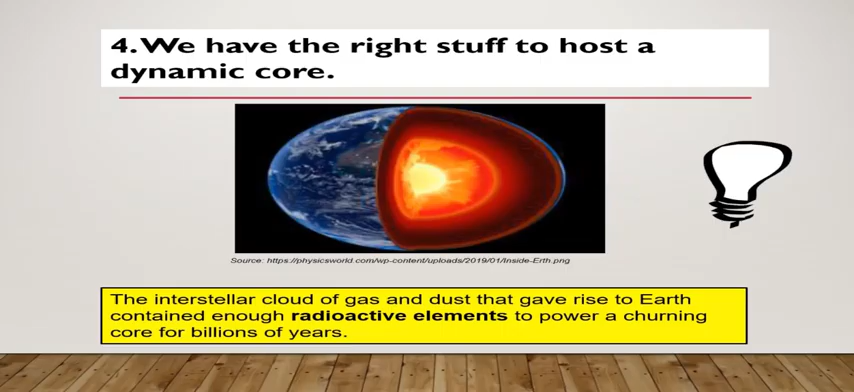 4. We have the right stuff to host a
dynamic core.
Source: https://physicsworld.com/wp-content/uploads/2019/01/Inside-Erth.png
The interstellar cloud of gas and dust that gave rise to Earth
contained enough radioactive elements to power a churning
core for billions of years.